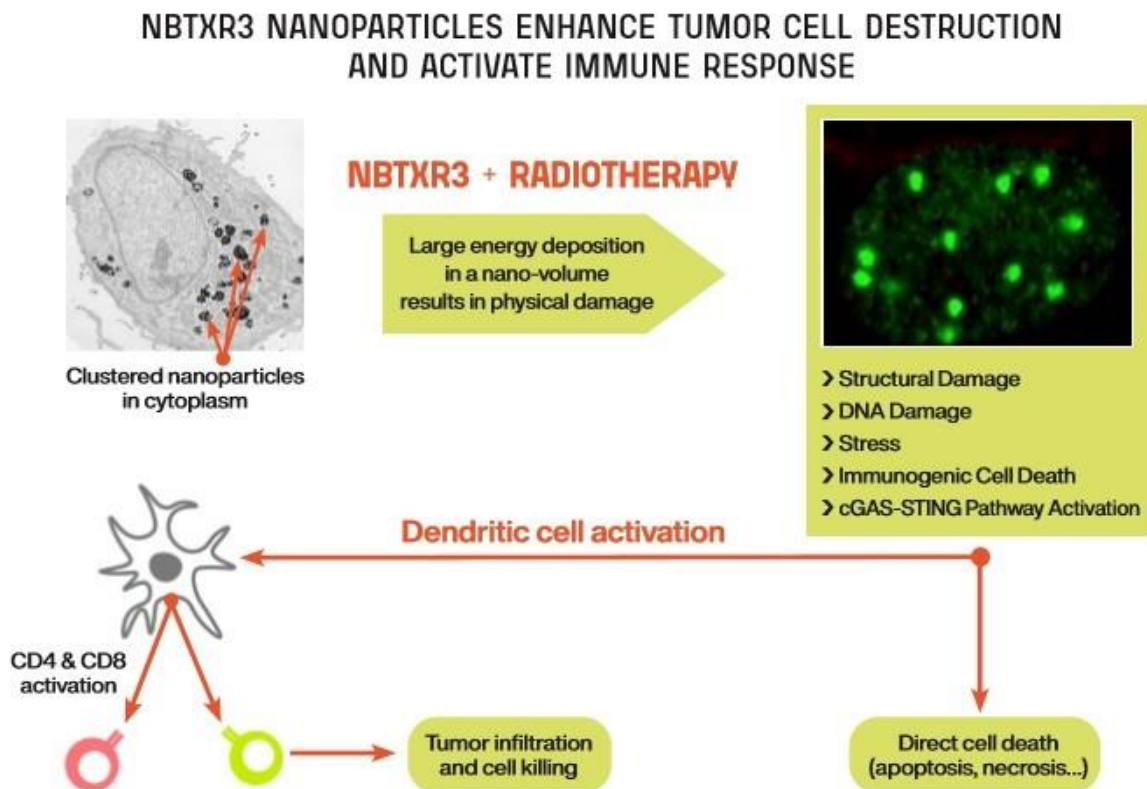 NBTXR3 NANOPARTICLES ENHANCE TUMOR CELL DESTRUCTION
AND ACTIVATE IMMUNE RESPONSE
NBTXR3 + RADIOTHERAPY
Large energy deposition
in a nano-volume
results in physical damage
Clustered nanoparticles
in cytoplasm
❯ Structural Damage
❯ DNA Damage
❯ Stress
❯ Immunogenic Cell Death
❯ cGAS-STING Pathway Activation
Dendritic cell activation
CD4 & CD8
activation
Tumor infiltration
and cell killing
Direct cell death
(apoptosis, necrosis...)